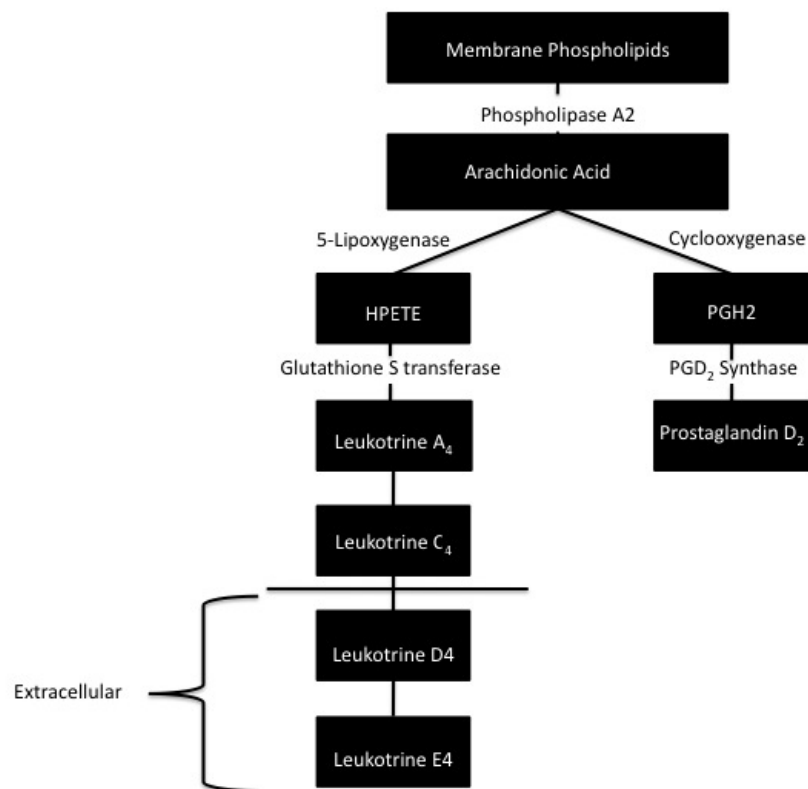 Membrane Phospholipids
Phospholipase A2
Arachidonic Acid
5-Lipoxygenase
Cyclooxygenase
HPETE
PGH2
Glutathione S transferase
PGD₂ Synthase
Leukotrine A₄
Prostaglandin D₂
Leukotrine C₄
Leukotrine D4
Extracellular
Leukotrine E4